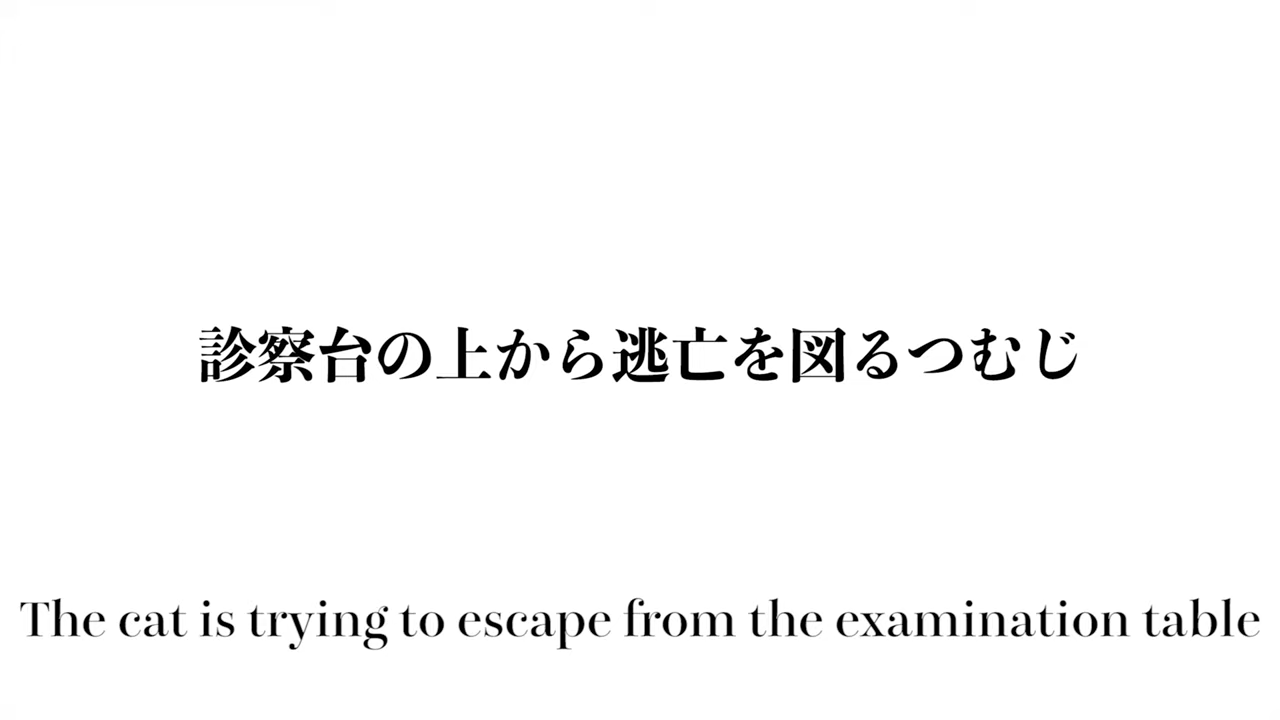 診察台の上から逃亡を図るつむじ
The cat is trying to escape from the examination table